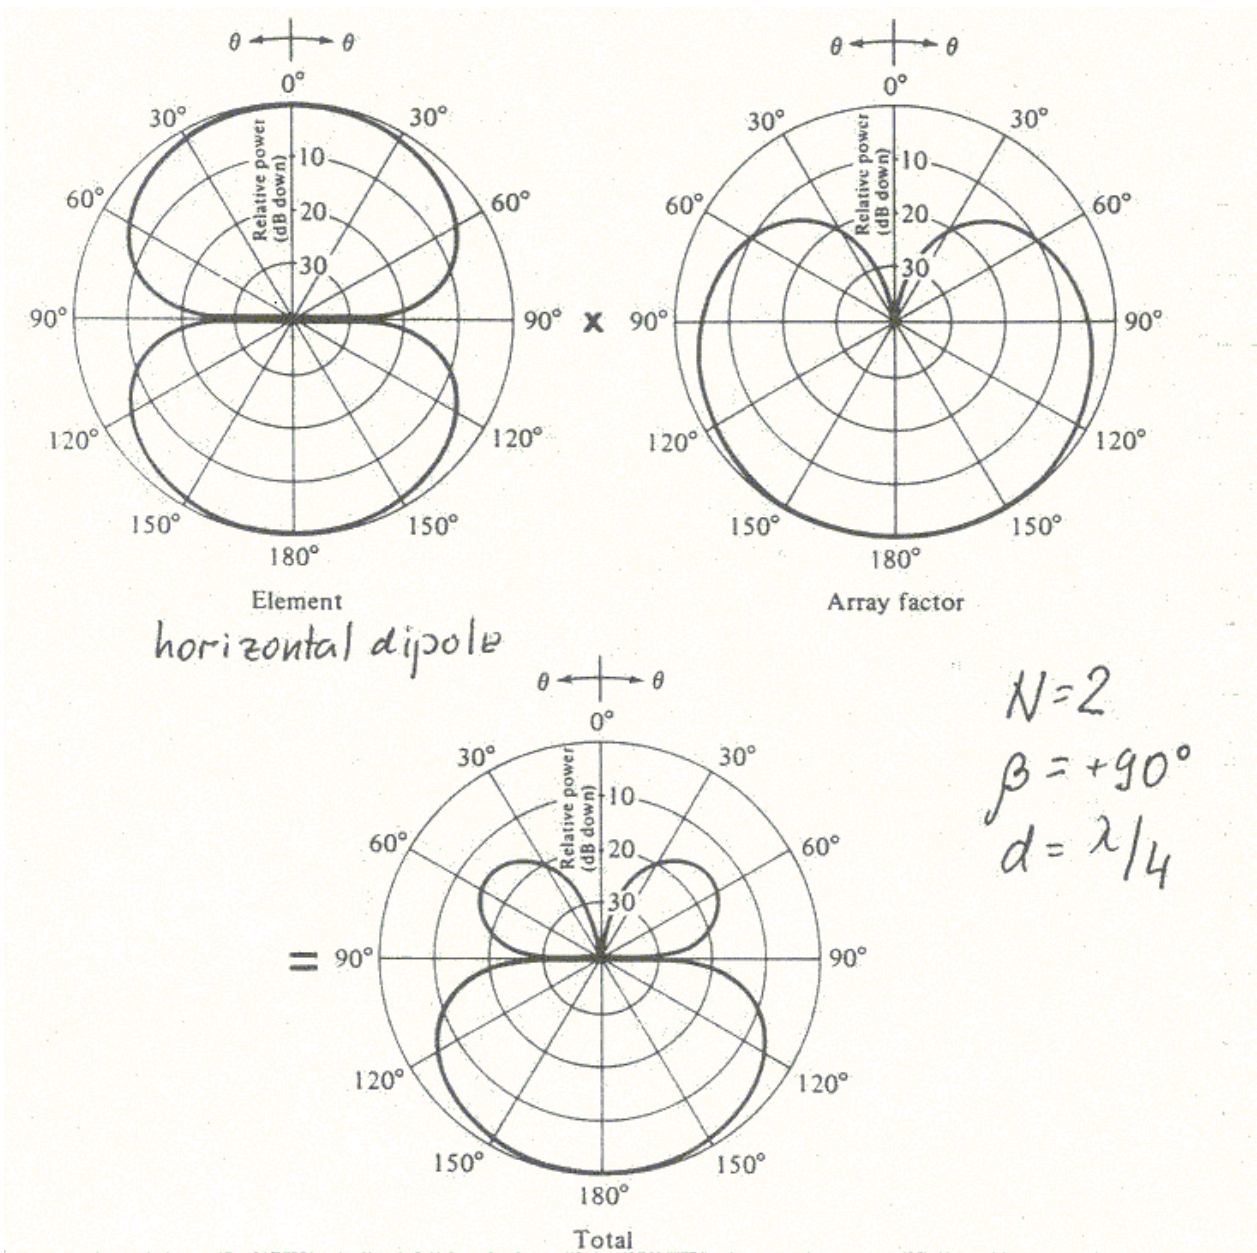 θ θ
0°
30° 30°
60° 60°
90° 90°
120° 120°
150° 150°
180°
Relative power
(dB down)
10
20
30
Element
horizontal dipole
x
θ θ
0°
30° 30°
60° 60°
90° 90°
120° 120°
150° 150°
180°
Relative power
(dB down)
10
20
30
Array factor
=
θ θ
0°
30° 30°
60° 60°
90° 90°
120° 120°
150° 150°
180°
Relative power
(dB down)
10
20
30
Total
N=2
β = +90°
d = λ/4